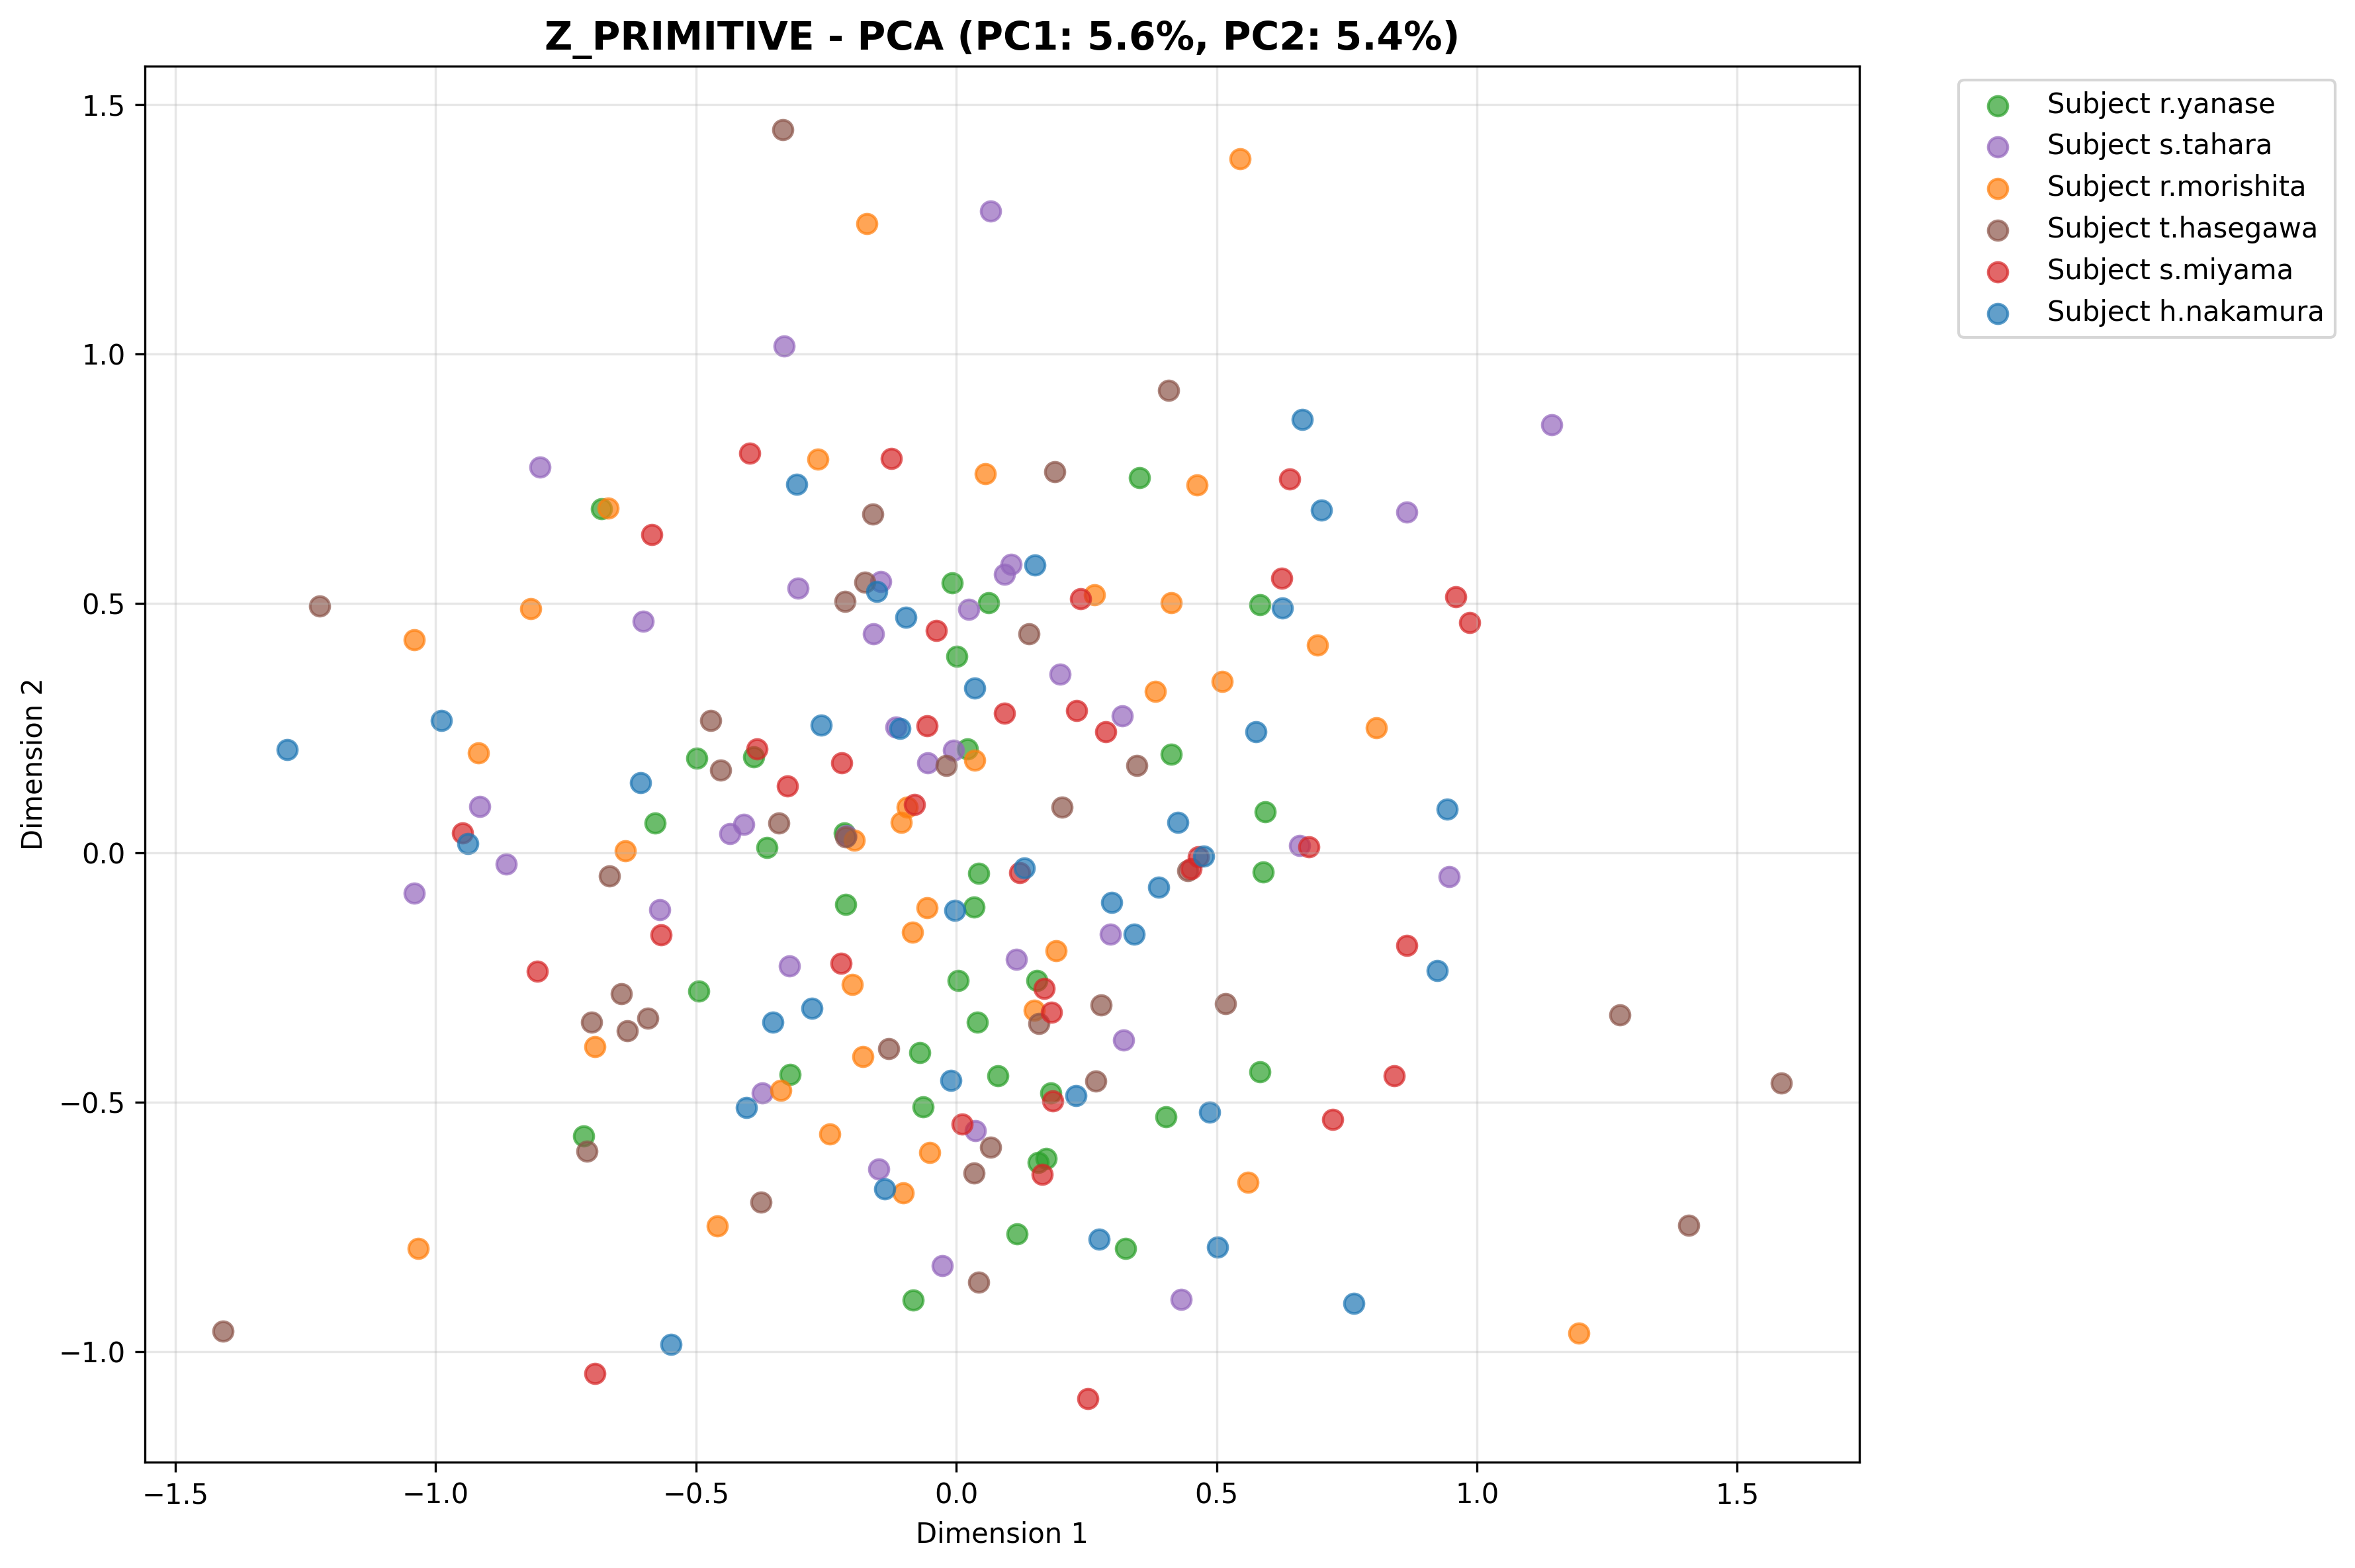 Z_PRIMITIVE - PCA (PC1: 5.6%, PC2: 5.4%)
Subject r.yanase
Subject s.tahara
Subject r.morishita
Subject t.hasegawa
Subject s.miyama
Subject h.nakamura
Dimension 2
1.5
1.0
0.5
0.0
−0.5
−1.0
−1.5
−1.0
−0.5
0.0
0.5
1.0
1.5
Dimension 1